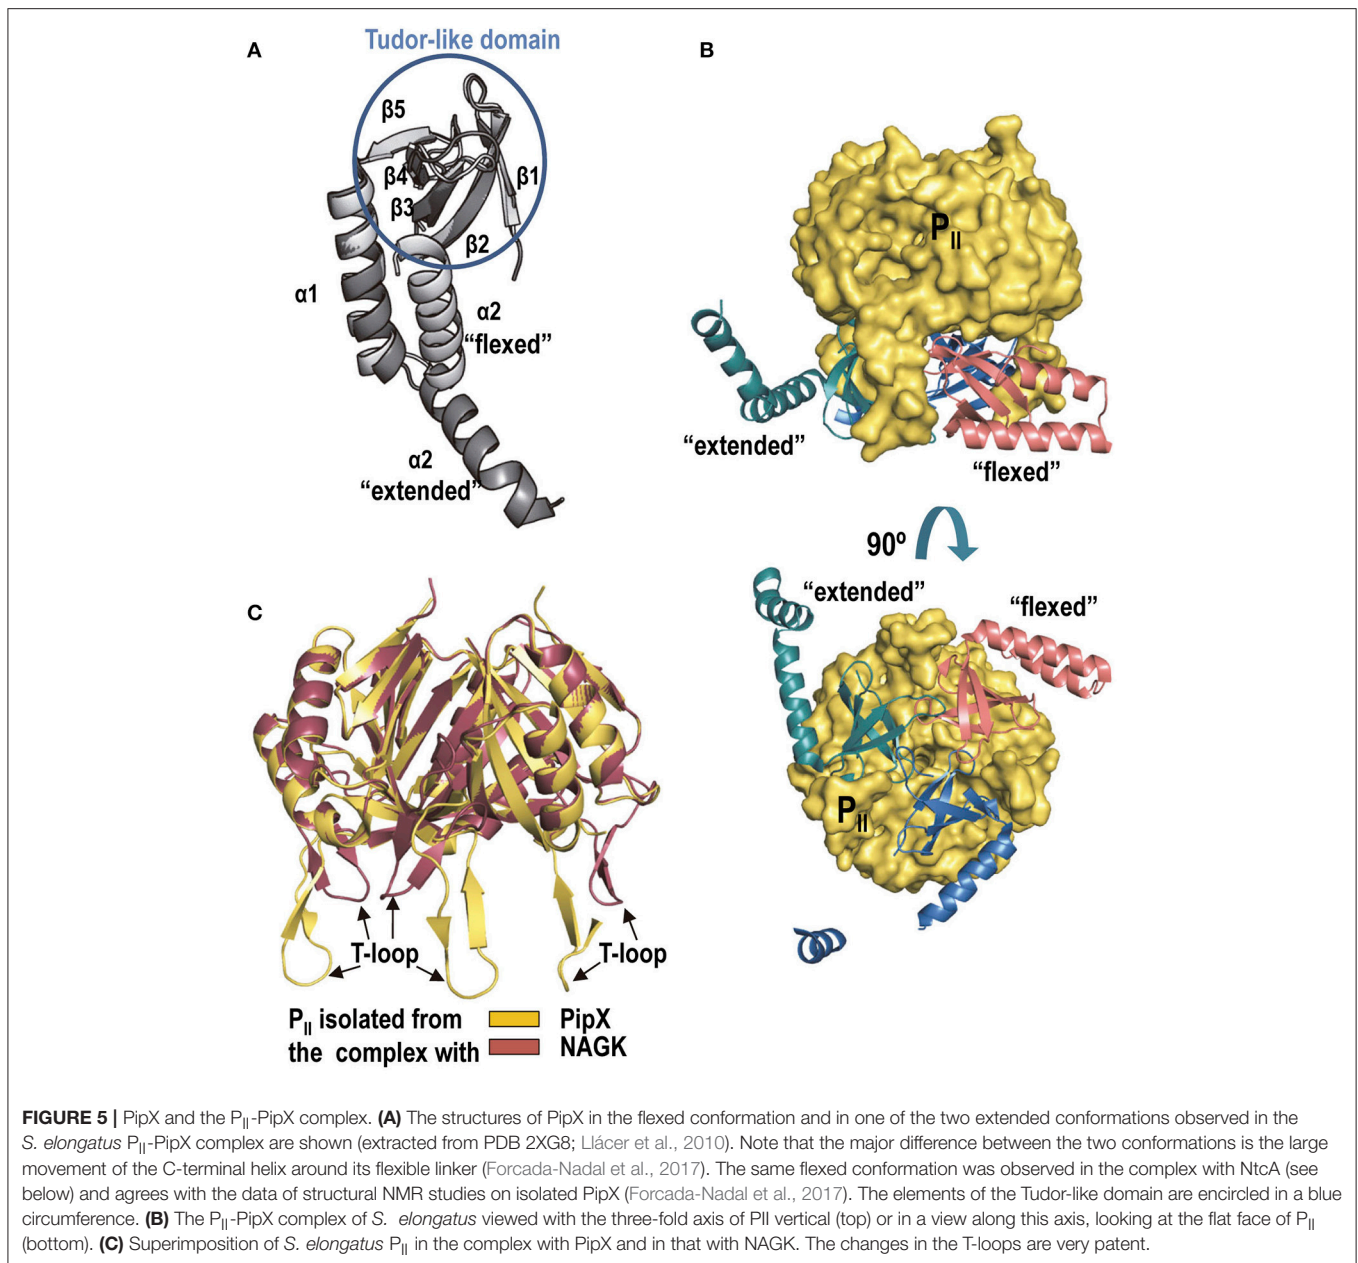 A
Tudor-like domain
β5
β4
β1
β3
β2
α1
α2
“flexed”
α2
“extended”
B
P_II
“extended”
“flexed”
90º
“extended”
“flexed”
P_II
C
T-loop
T-loop
P_II isolated from
the complex with
PipX
NAGK
FIGURE 5 | PipX and the P_II-PipX complex. (A) The structures of PipX in the flexed conformation and in one of the two extended conformations observed in the
S. elongatus P_II-PipX complex are shown (extracted from PDB 2XG8; Llácer et al., 2010). Note that the major difference between the two conformations is the large
movement of the C-terminal helix around its flexible linker (Forcada-Nadal et al., 2017). The same flexed conformation was observed in the complex with NtcA (see
below) and agrees with the data of structural NMR studies on isolated PipX (Forcada-Nadal et al., 2017). The elements of the Tudor-like domain are encircled in a blue
circumference. (B) The P_II-PipX complex of S. elongatus viewed with the three-fold axis of PII vertical (top) or in a view along this axis, looking at the flat face of P_II
(bottom). (C) Superimposition of S. elongatus P_II in the complex with PipX and in that with NAGK. The changes in the T-loops are very patent.